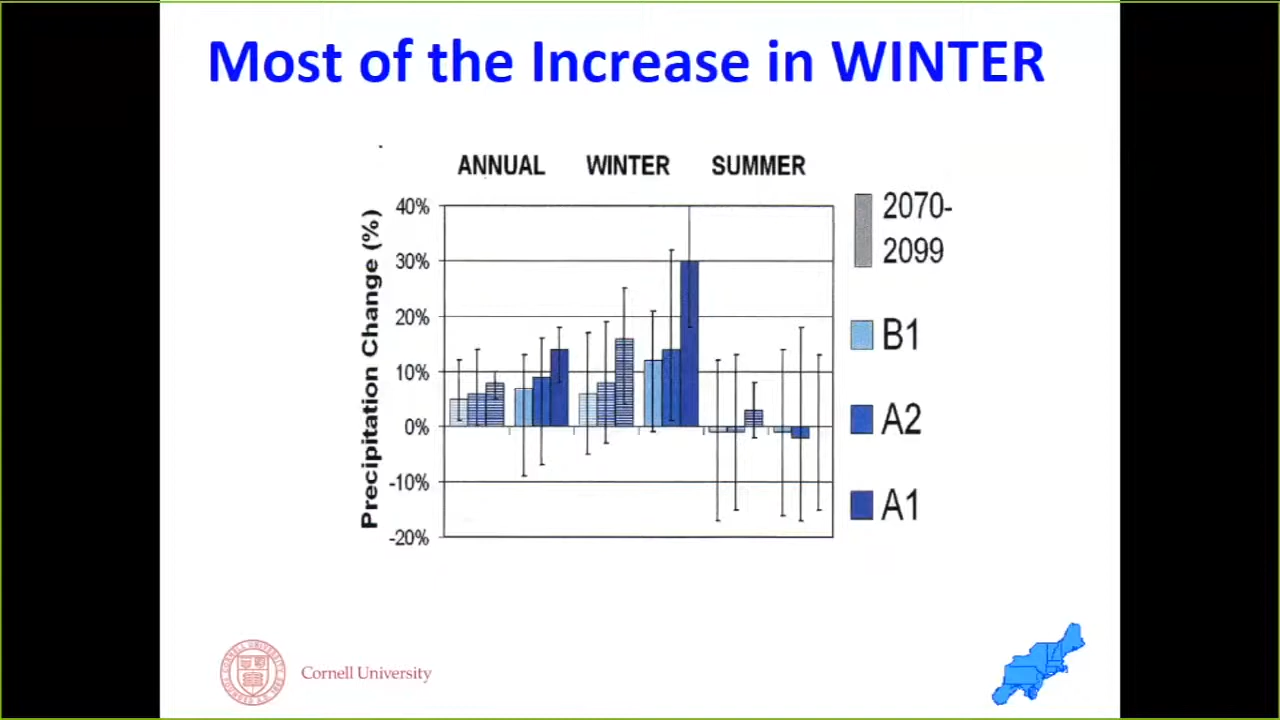 Most of the Increase in WINTER
ANNUAL WINTER SUMMER
Precipitation Change (%)
40%
30%
20%
10%
0%
-10%
-20%
2070-
2099
B1
A2
A1
Cornell University